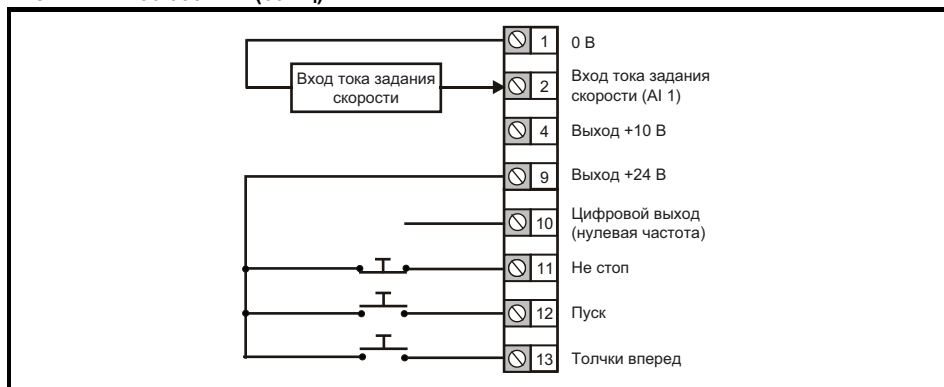 1 0 В
Вход тока задания
скорости
2 Вход тока задания
скорости (AI 1)
4 Выход +10 В
9 Выход +24 В
10 Цифровой выход
(нулевая частота)
11 Не стоп
12 Пуск
13 Толчки вперед